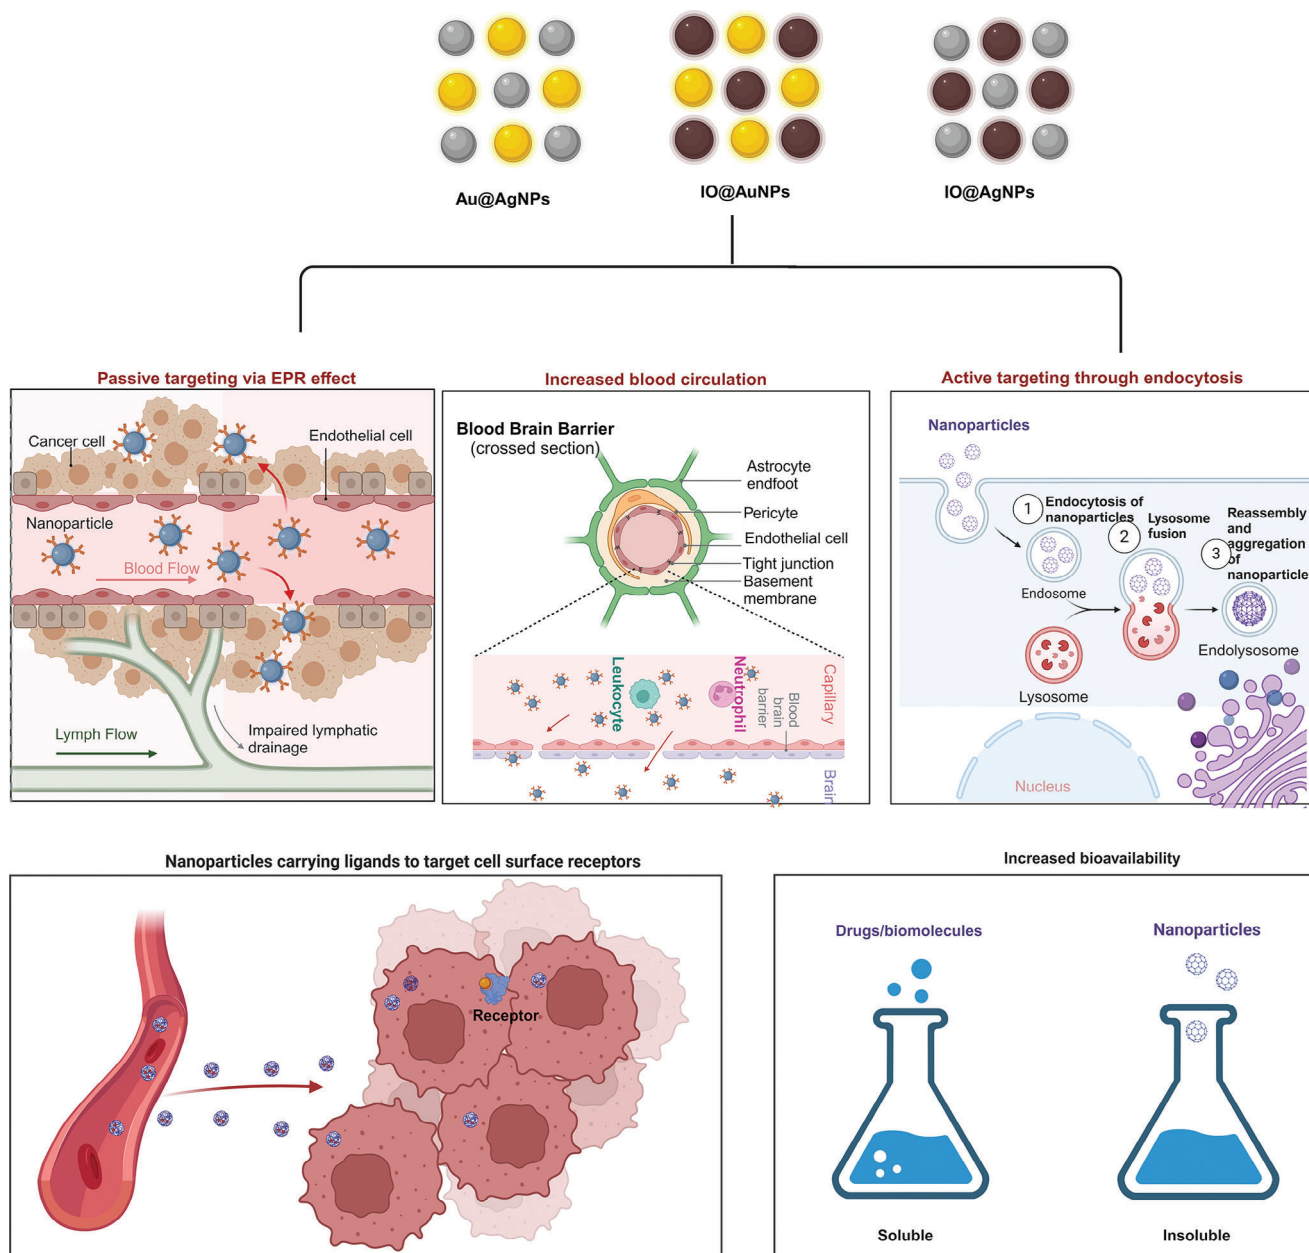 Au@AgNPs
IO@AuNPs
IO@AgNPs
Passive targeting via EPR effect
Cancer cell
Endothelial cell
Nanoparticle
Blood Flow
Lymph Flow
Impaired lymphatic
drainage
Increased blood circulation
Blood Brain Barrier
(crossed section)
Astrocyte
endfoot
Pericyte
Endothelial cell
Tight junction
Basement
membrane
Leukocyte
Neutrophil
Blood
brain
barrier
Capillary
Brain
Active targeting through endocytosis
Nanoparticles
1
Endocytosis of
nanoparticles
2
Lysosome
fusion
3
Reassembly
and
aggregation
of
nanoparticle
Endosome
Lysosome
Endolysosome
Nucleus
Nanoparticles carrying ligands to target cell surface receptors
Receptor
Increased bioavailability
Drugs/biomolecules
Nanoparticles
Soluble
Insoluble